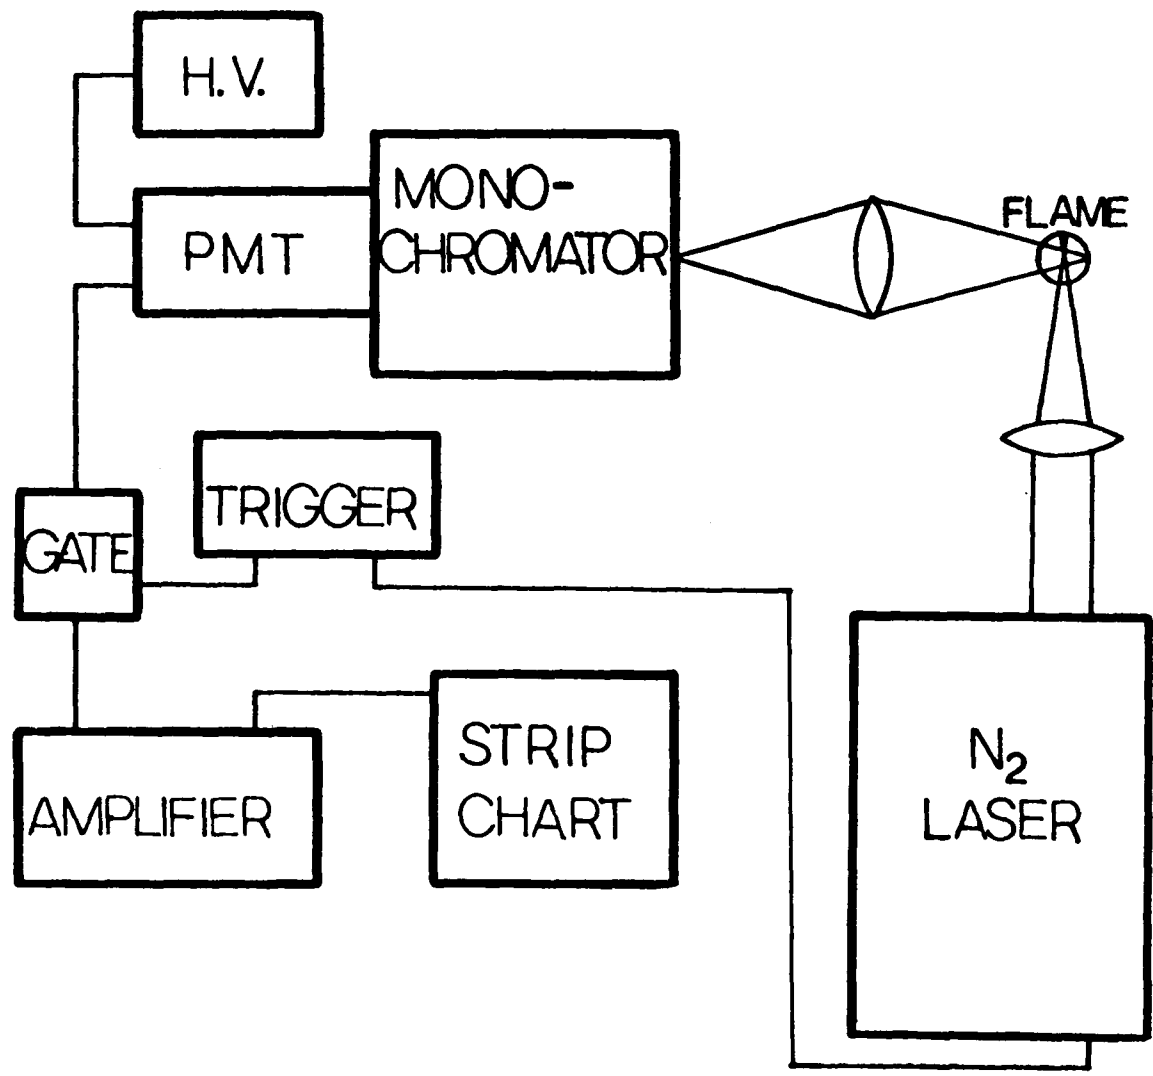 H.V.
MONO-
CHROMATOR
FLAME
PMT
TRIGGER
GATE
STRIP
CHART
N₂
LASER
AMPLIFIER